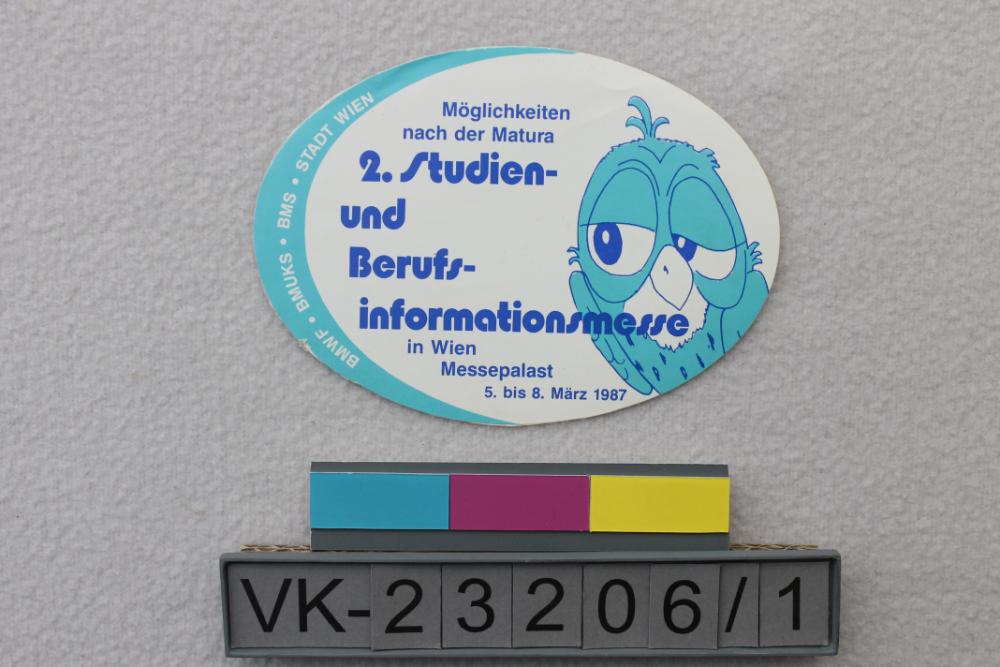 BMWF • BMUKS • BMS • STADT WIEN
Möglichkeiten
nach der Matura
2. Studien-
und
Berufs-
informationsmesse
in Wien
Messepalast
5. bis 8. März 1987
VK-23206/1